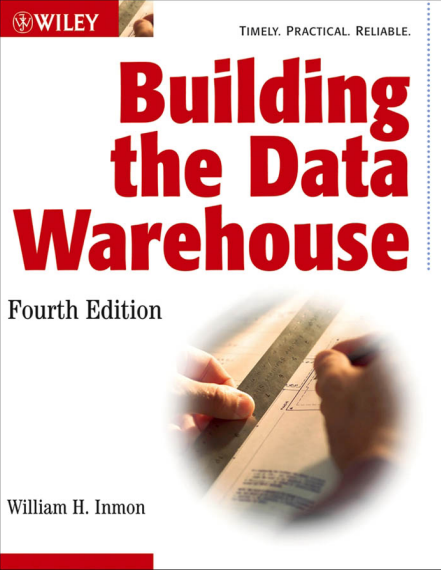 WILEY
TIMELY. PRACTICAL. RELIABLE.
Building
the Data
Warehouse
Fourth Edition
William H. Inmon